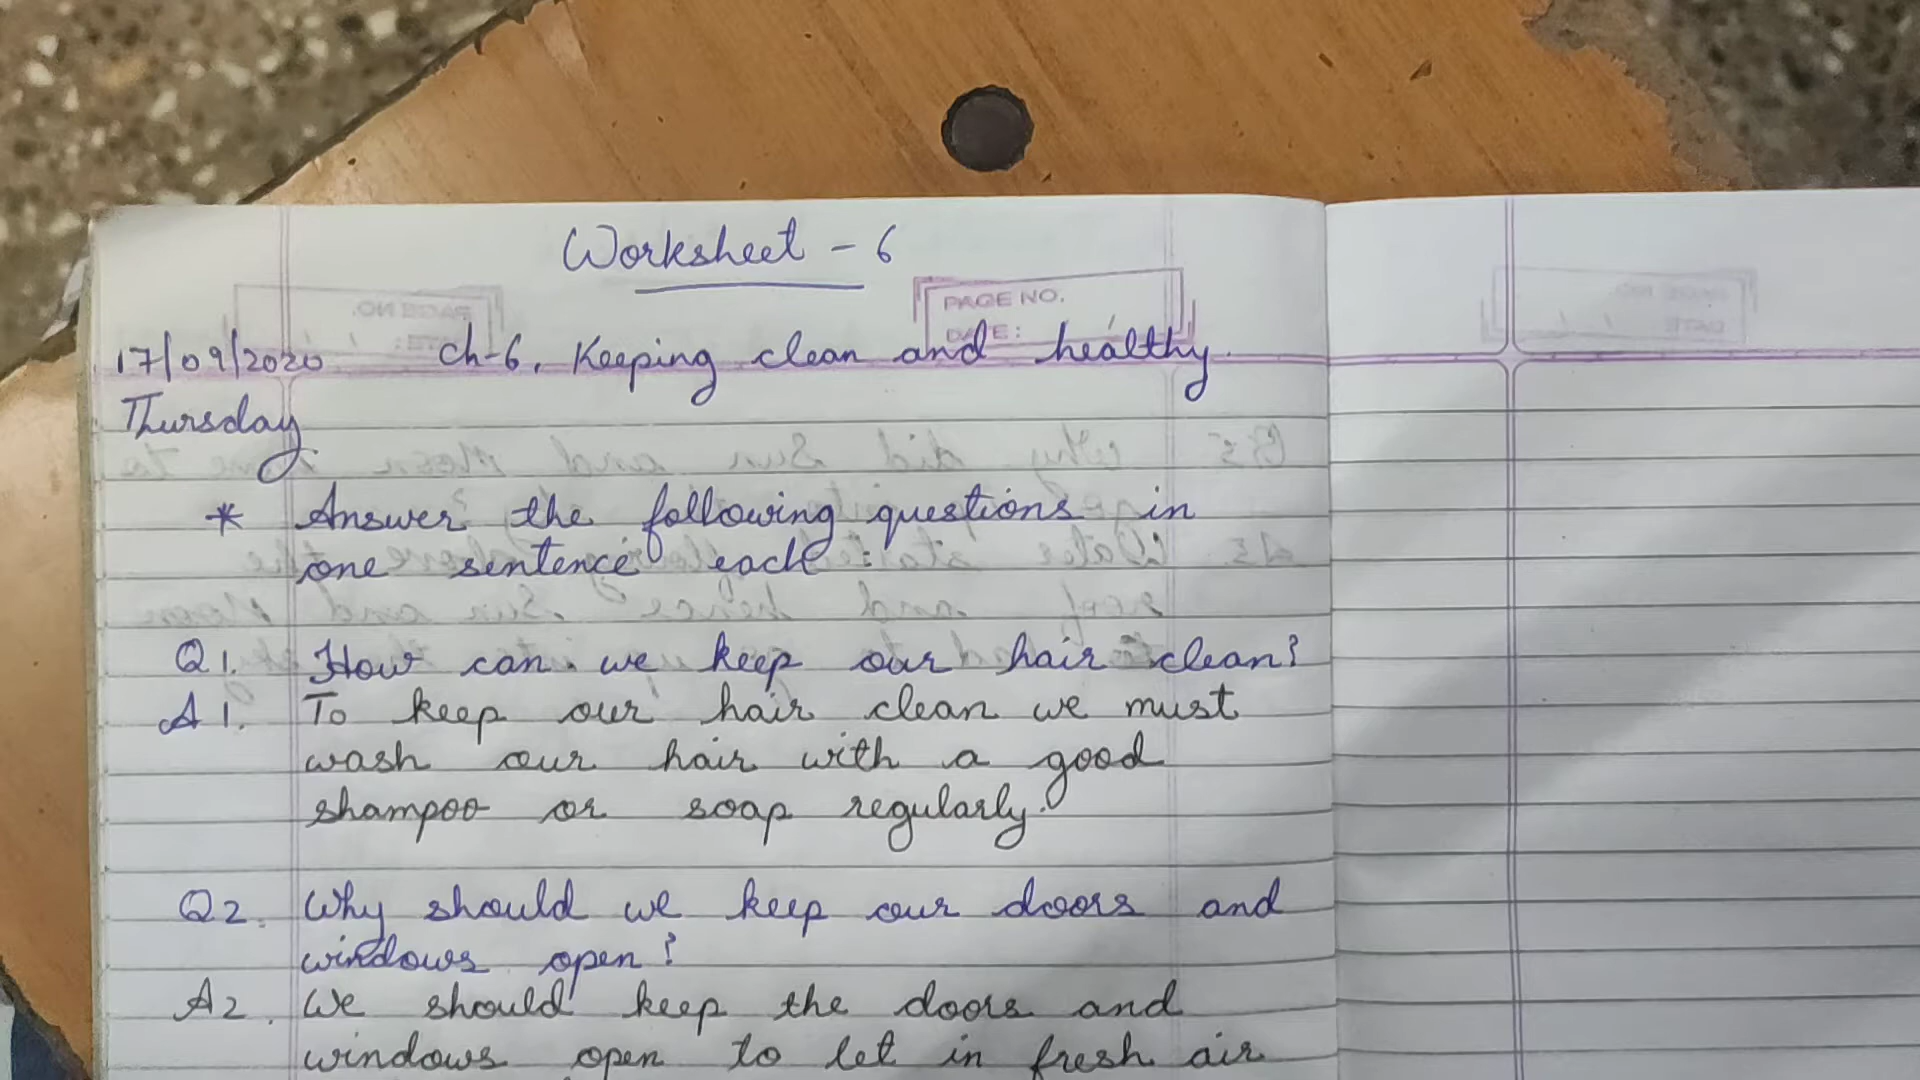 Worksheet - 6
PAGE NO.
DATE: / /
17/09/2020 Ch-6. Keeping clean and healthy.
Thursday
* Answer the following questions in
one sentence each:
Q1. How can we keep our hair clean?
A1. To keep our hair clean we must
wash our hair with a good
shampoo or soap regularly.
Q2. Why should we keep our doors and
windows open?
A2. We should keep the doors and
windows open to let in fresh air